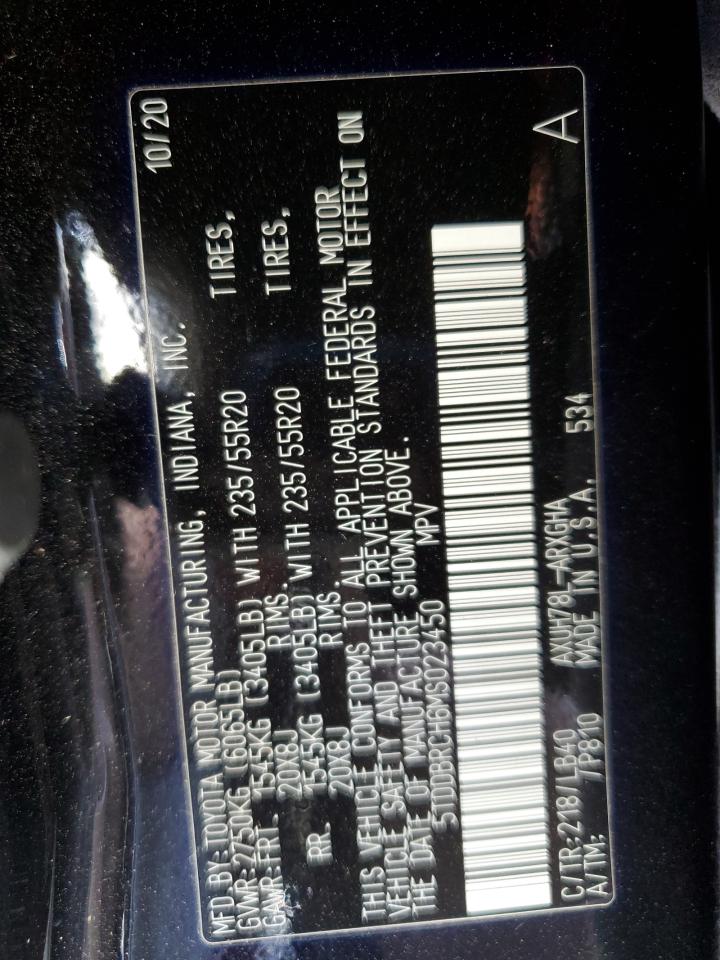 10/20
MFD.BY:TOYOTA MOTOR MANUFACTURING, INDIANA, INC.
GVWR:2750KG (6065LB)
GAWR:FRT. 1545KG (3405LB) WITH 235/55R20 TIRES,
20X8J RIMS.
RR. 1545KG (3405LB) WITH 235/55R20 TIRES,
20X8J RIMS.
THIS VEHICLE CONFORMS TO ALL APPLICABLE FEDERAL MOTOR
VEHICLE SAFETY AND THEFT PREVENTION STANDARDS IN EFFECT ON
THE DATE OF MANUFACTURE SHOWN ABOVE.
MPV
C/TR:218/LB40 AXUH78L-ARXGHA
A/TM: /P810 MADE IN U.S.A. 534 A